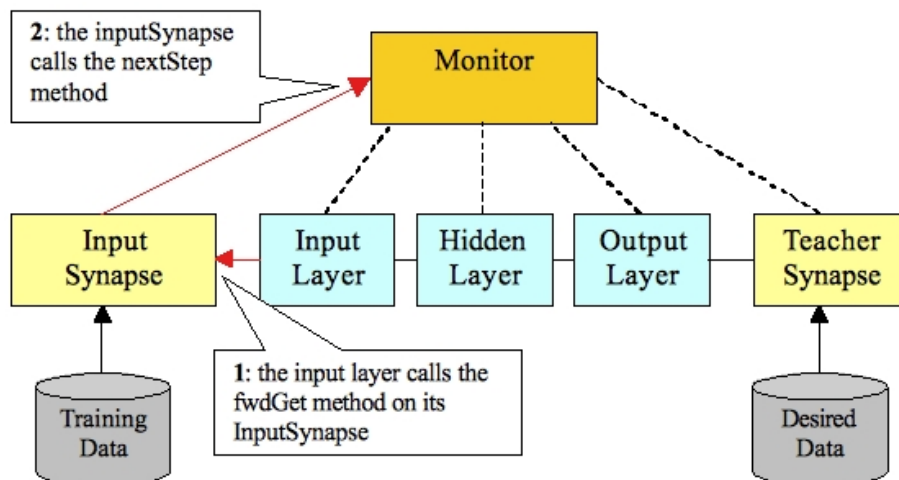 2: the inputSynapse
calls the nextStep
method
Monitor
Input
Synapse
Input
Layer
Hidden
Layer
Output
Layer
Teacher
Synapse
1: the input layer calls the
fwdGet method on its
InputSynapse
Training
Data
Desired
Data